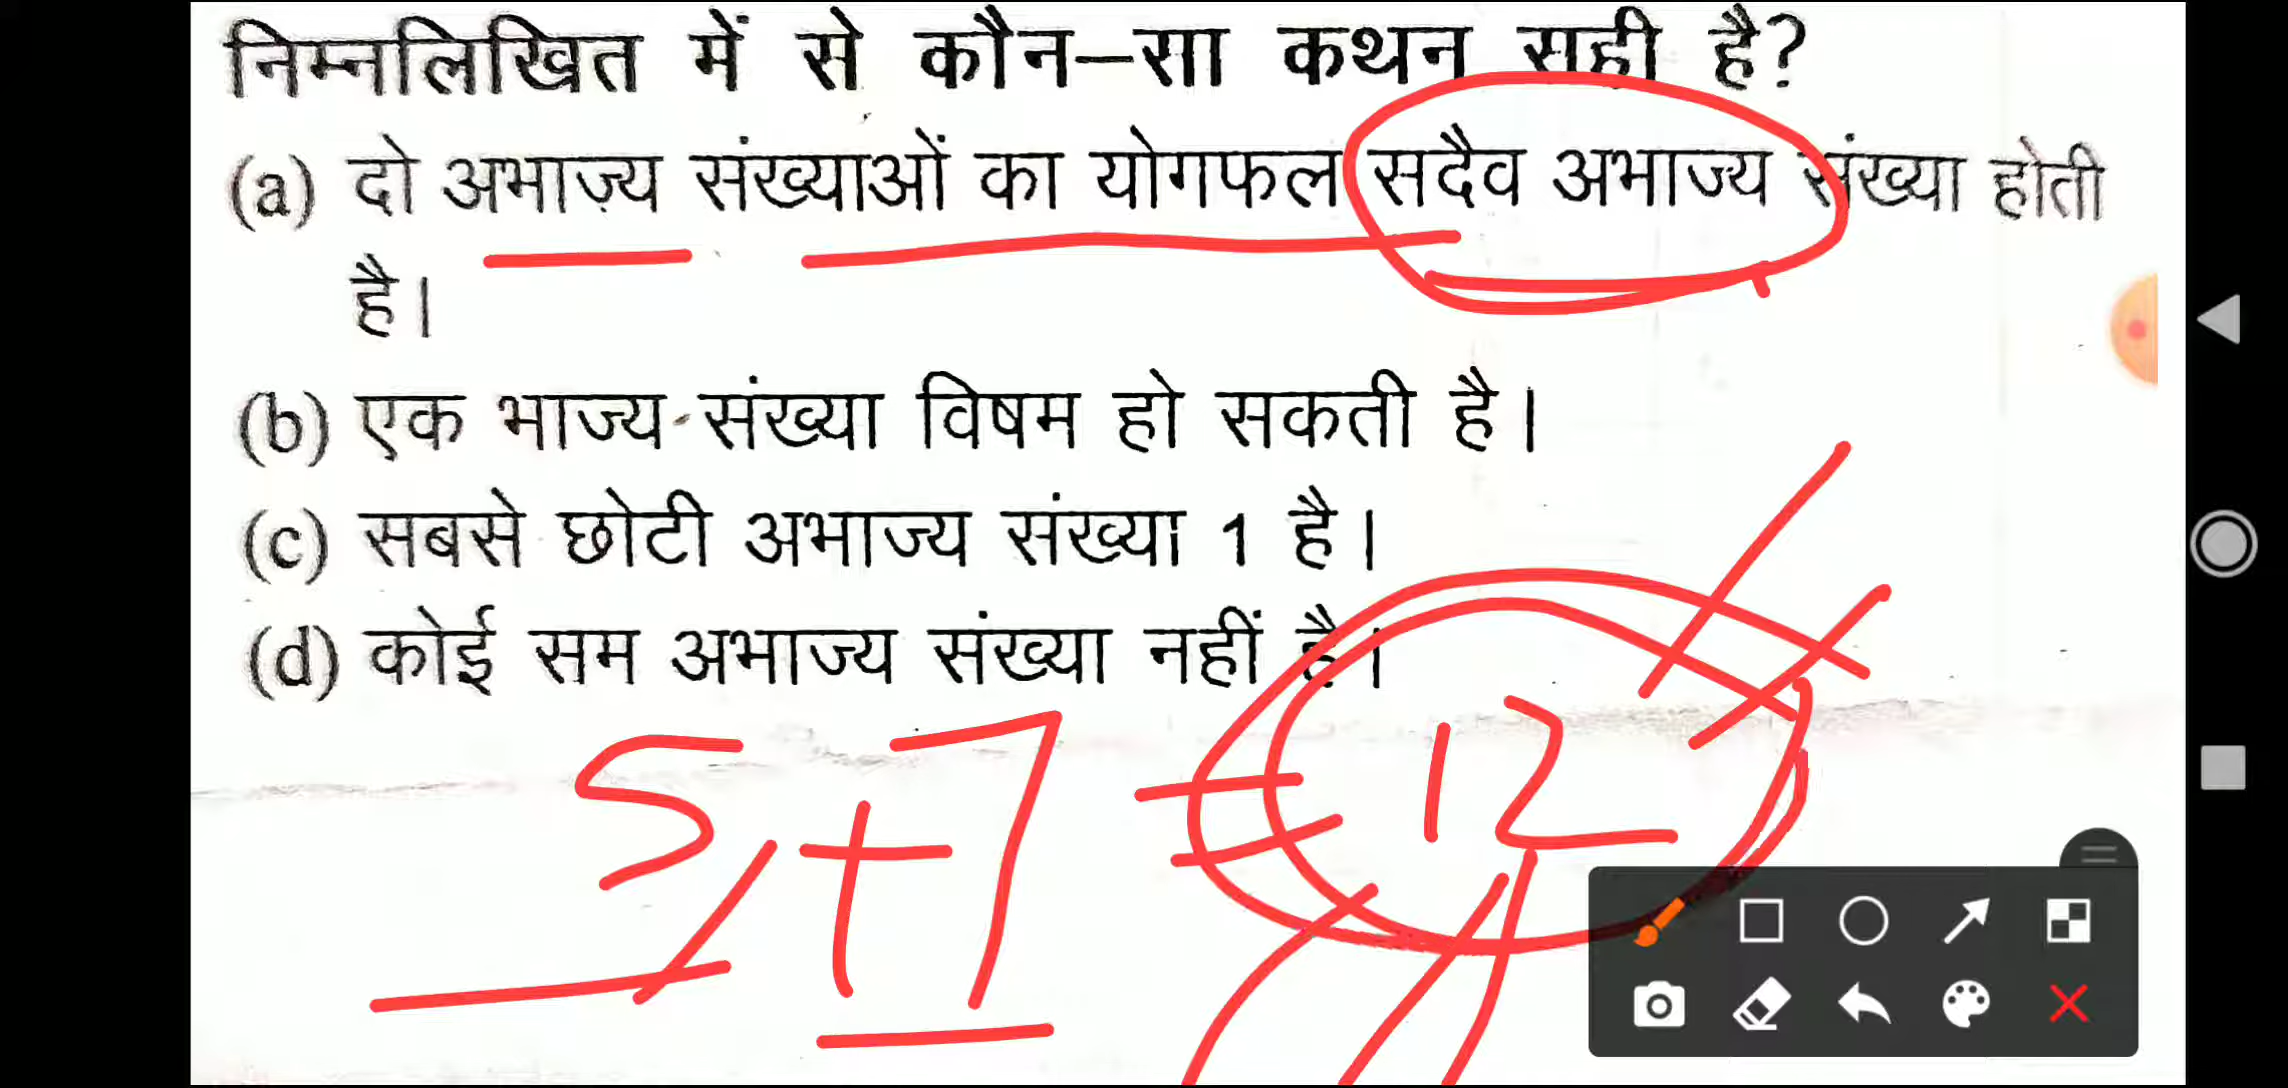 निम्नलिखित में से कौन–सा कथन सही है?
(a) दो अभाज्य संख्याओं का योगफल सदैव अभाज्य संख्या होती
है।
(b) एक भाज्य संख्या विषम हो सकती है।
(c) सबसे छोटी अभाज्य संख्या 1 है।
(d) कोई सम अभाज्य संख्या नहीं है।
5 + 7 = 12